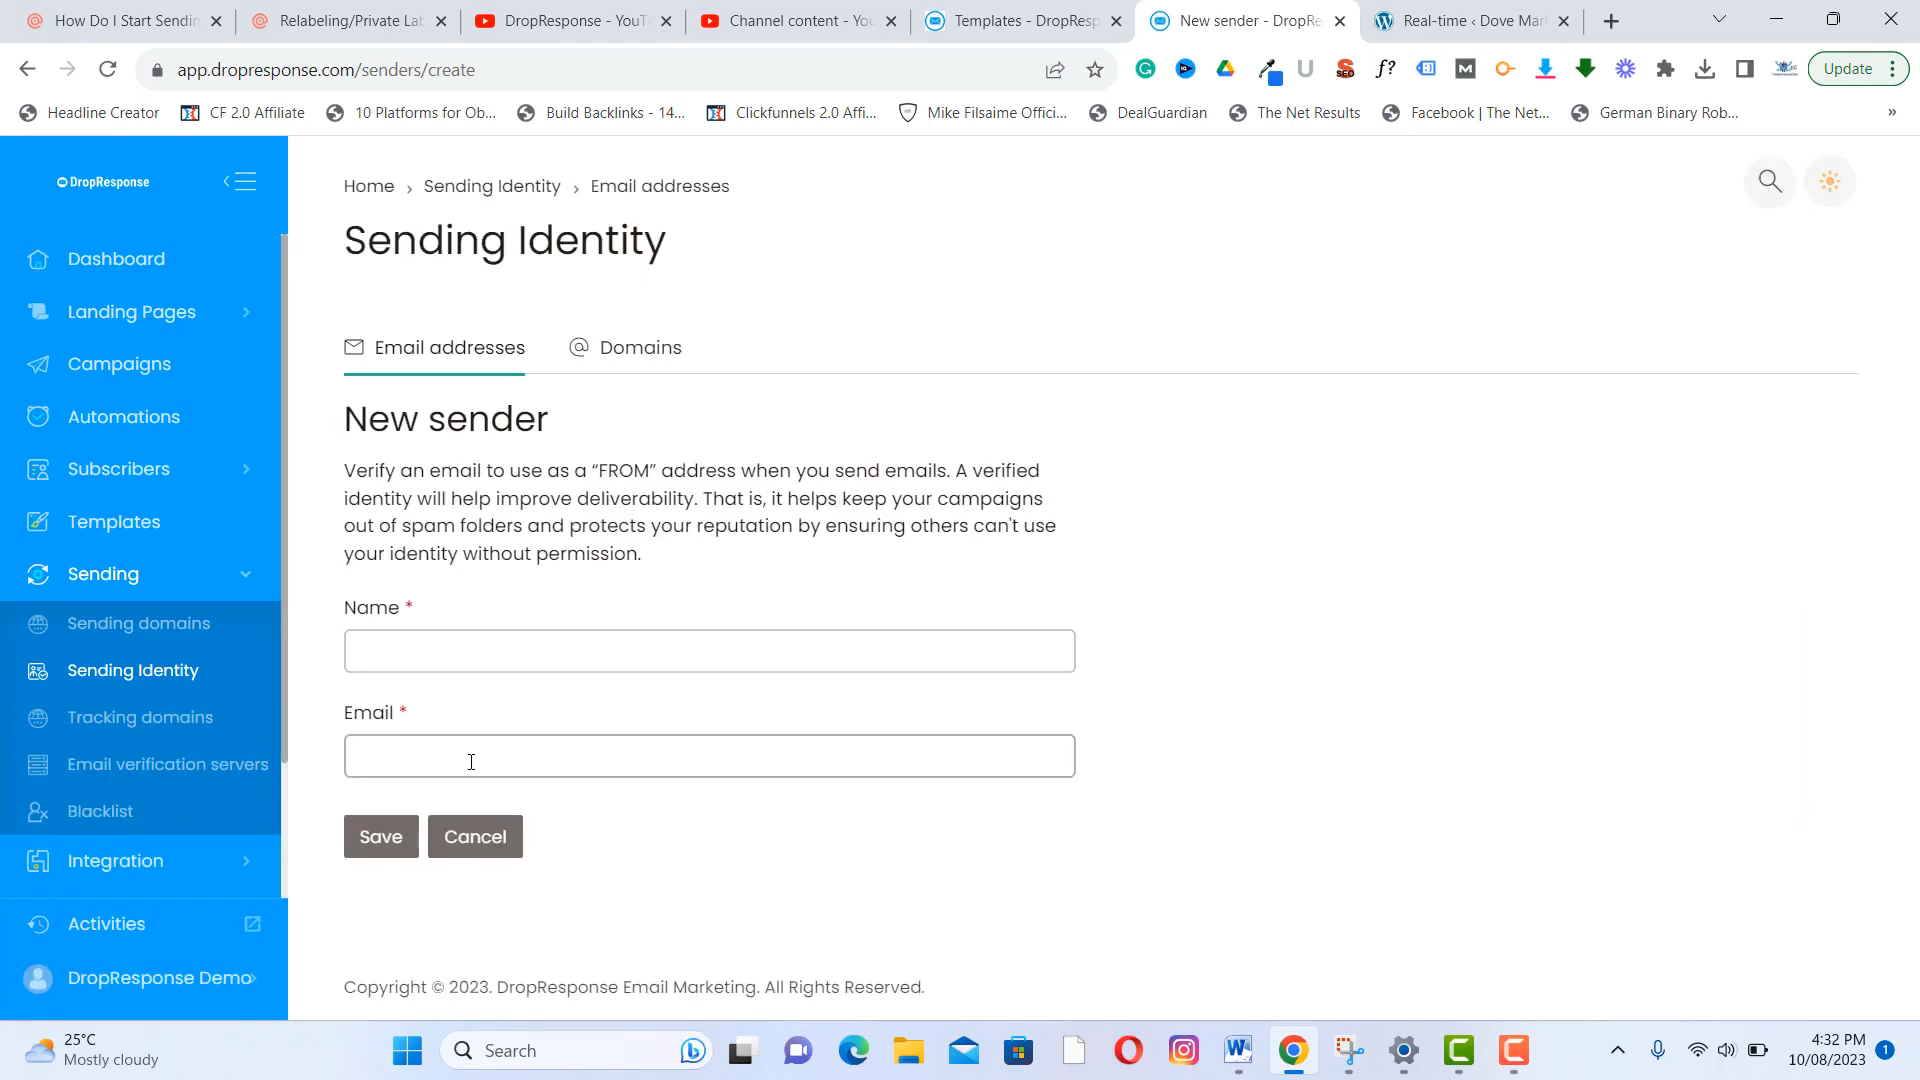 How Do I Start Sendin
Relabeling/Private Lab
DropResponse - YouT
Channel content - You
Templates - DropResp
New sender - DropRe
Real-time ‹ Dove Mar
app.dropresponse.com/senders/create
Update
Headline Creator
CF 2.0 Affiliate
10 Platforms for Ob...
Build Backlinks - 14...
Clickfunnels 2.0 Affi...
Mike Filsaime Offici...
DealGuardian
The Net Results
Facebook | The Net...
German Binary Rob...
»
DropResponse
Dashboard
Landing Pages
Campaigns
Automations
Subscribers
Templates
Sending
Sending domains
Sending Identity
Tracking domains
Email verification servers
Blacklist
Integration
Activities
DropResponse Demo
Home › Sending Identity › Email addresses
Sending Identity
Email addresses
Domains
New sender
Verify an email to use as a “FROM” address when you send emails. A verified
identity will help improve deliverability. That is, it helps keep your campaigns
out of spam folders and protects your reputation by ensuring others can't use
your identity without permission.
Name *
Email *
Save
Cancel
Copyright © 2023. DropResponse Email Marketing. All Rights Reserved.
25°C
Mostly cloudy
Search
4:32 PM
10/08/2023
1